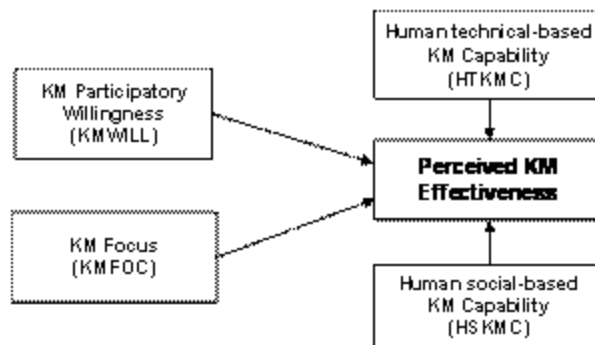 Human technical-based
KM Capability
(HTKMC)
KM Participatory
Willingness
(KMWILL)
Perceived KM
Effectiveness
KM Focus
(KMFOC)
Human social-based
KM Capability
(HSKMC)